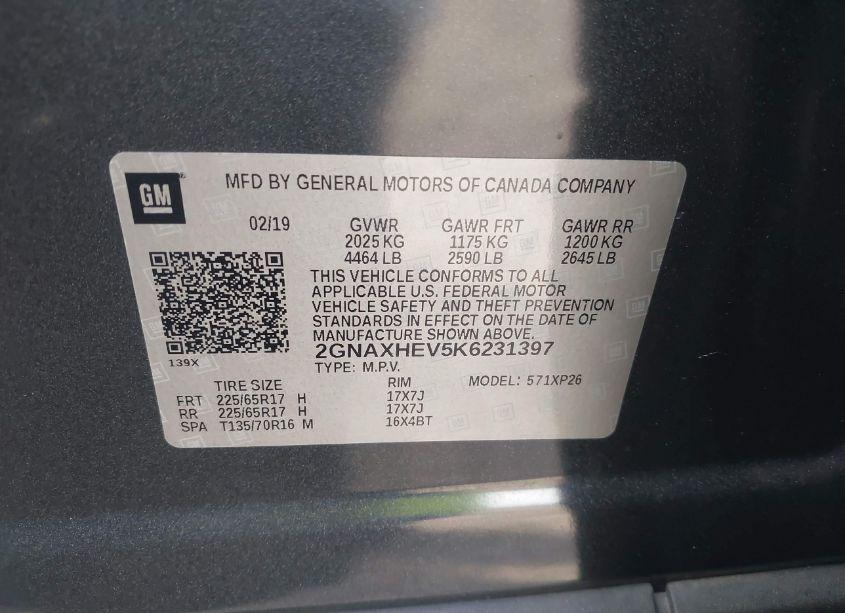 GM
MFD BY GENERAL MOTORS OF CANADA COMPANY
02/19 GVWR GAWR FRT GAWR RR
2025 KG 1175 KG 1200 KG
4464 LB 2590 LB 2645 LB
THIS VEHICLE CONFORMS TO ALL
APPLICABLE U.S. FEDERAL MOTOR
VEHICLE SAFETY AND THEFT PREVENTION
STANDARDS IN EFFECT ON THE DATE OF
MANUFACTURE SHOWN ABOVE.
2GNAXHEV5K6231397
139X
TYPE: M.P.V.
TIRE SIZE RIM MODEL: 571XP26
FRT 225/65R17 H 17X7J
RR 225/65R17 H 17X7J
SPA T135/70R16 M 16X4BT